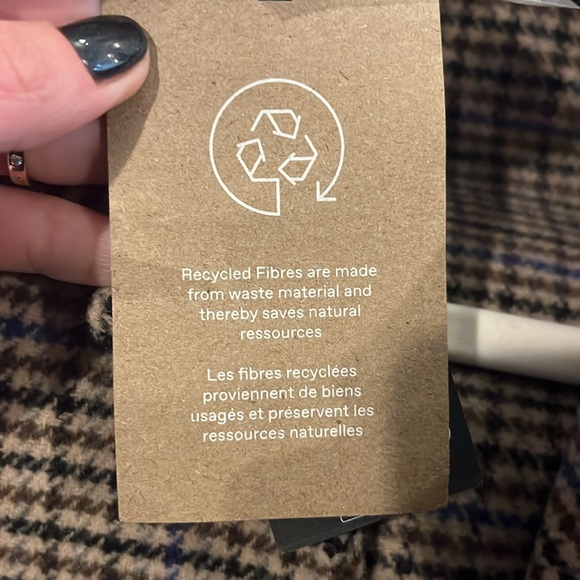 Recycled Fibres are made
from waste material and
thereby saves natural
ressources
Les fibres recyclées
proviennent de biens
usagés et préservent les
ressources naturelles